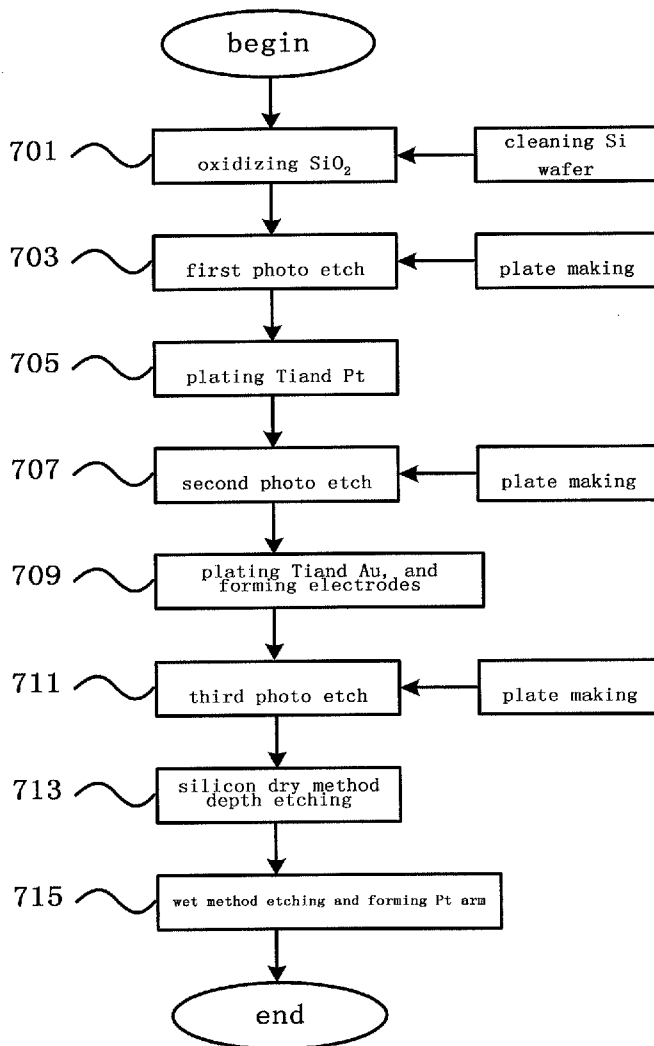 begin
701
oxidizing SiO₂
cleaning Si
wafer
703
first photo etch
plate making
705
plating Tiand Pt
707
second photo etch
plate making
709
plating Tiand Au, and
forming electrodes
711
third photo etch
plate making
713
silicon dry method
depth etching
715
wet method etching and forming Pt arm
end